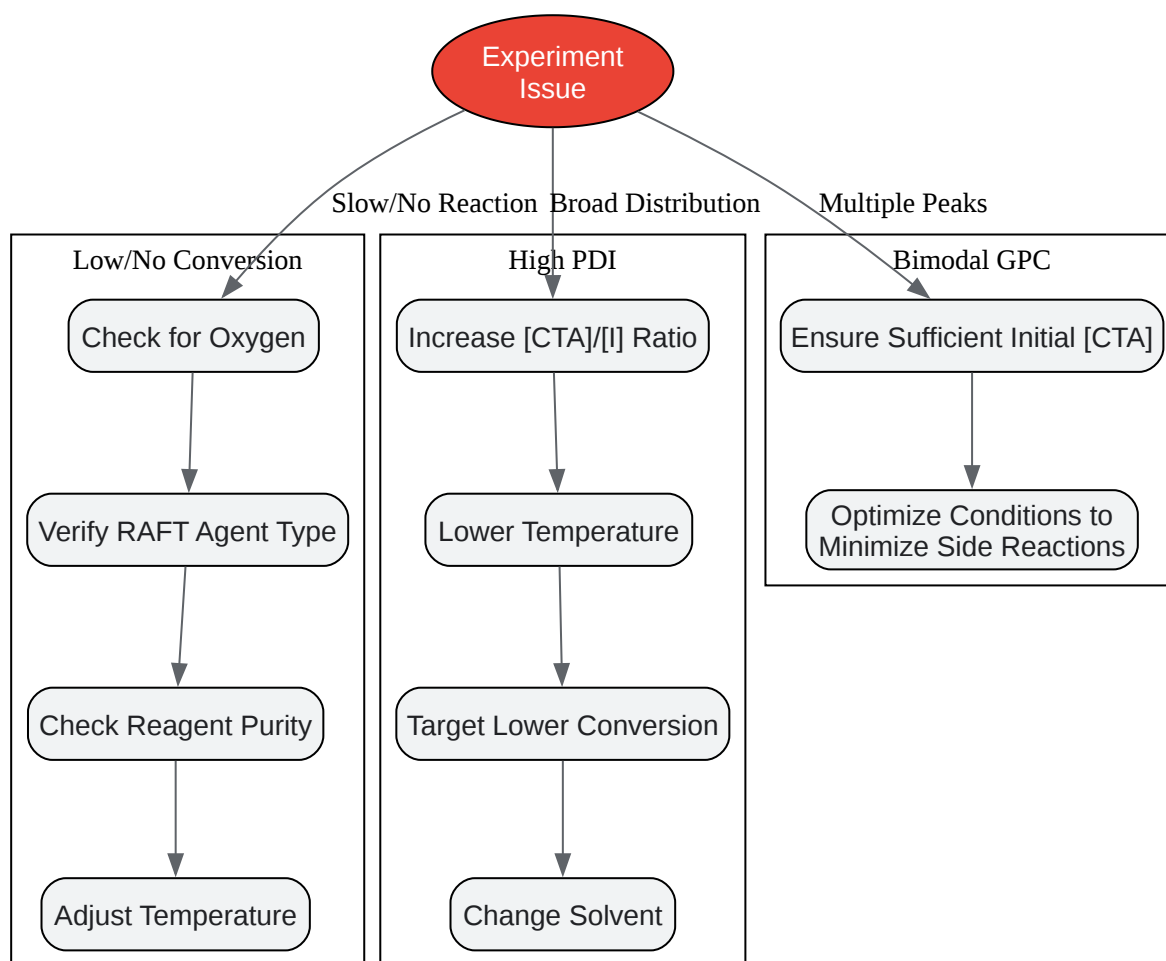 Experiment
Issue
Slow/No Reaction
Broad Distribution
Multiple Peaks
Low/No Conversion
High PDI
Bimodal GPC
Check for Oxygen
Increase [CTA]/[I] Ratio
Ensure Sufficient Initial [CTA]
Verify RAFT Agent Type
Lower Temperature
Optimize Conditions to
Minimize Side Reactions
Check Reagent Purity
Target Lower Conversion
Adjust Temperature
Change Solvent